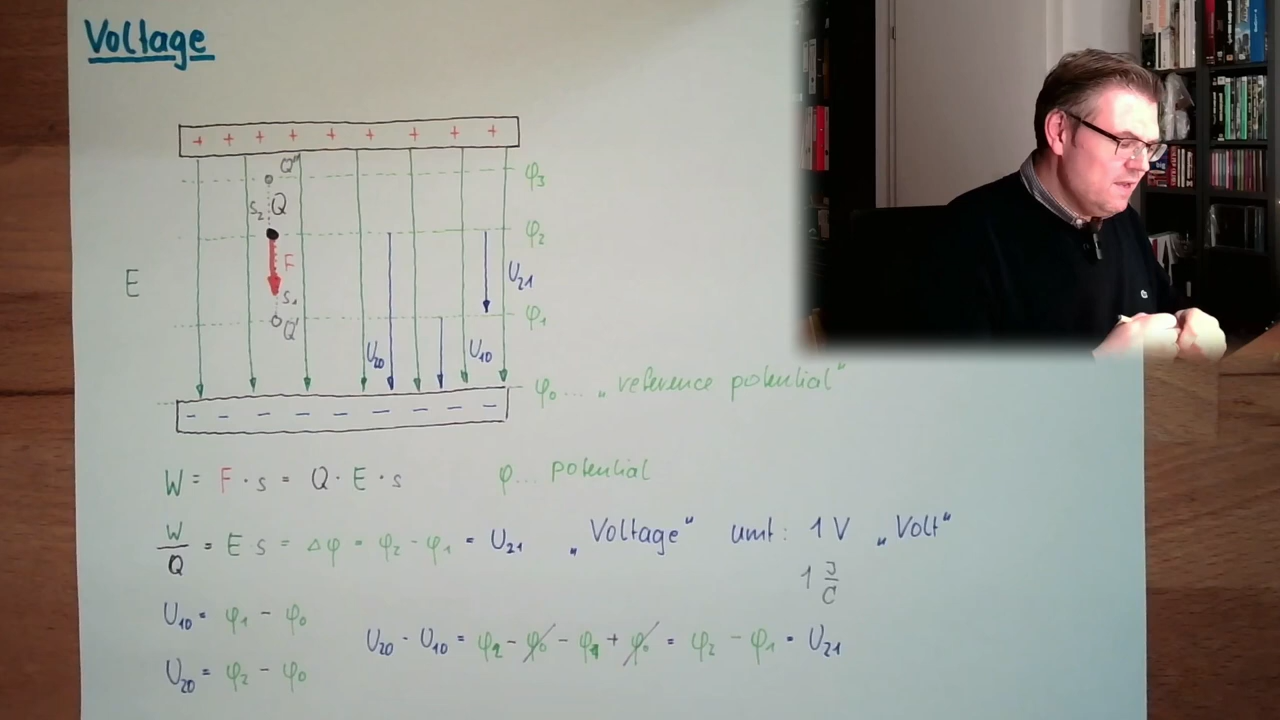 Voltage
+ + + + + + + + +
Q"
φ₃
s₂ Q
φ₂
F
E
U₂₁
s₁
φ₁
Q'
U₂₀ U₁₀
φ₀ ... „reference potential"
- - - - - - - -
W = F · s = Q · E · s φ... potential
W/Q = E s = Δφ = φ₂ - φ₁ = U₂₁ „Voltage" unit: 1 V „Volt"
1 J/C
U₁₀ = φ₁ - φ₀
U₂₀ - U₁₀ = φ₂ - φ₀ - φ₁ + φ₀ = φ₂ - φ₁ = U₂₁
U₂₀ = φ₂ - φ₀